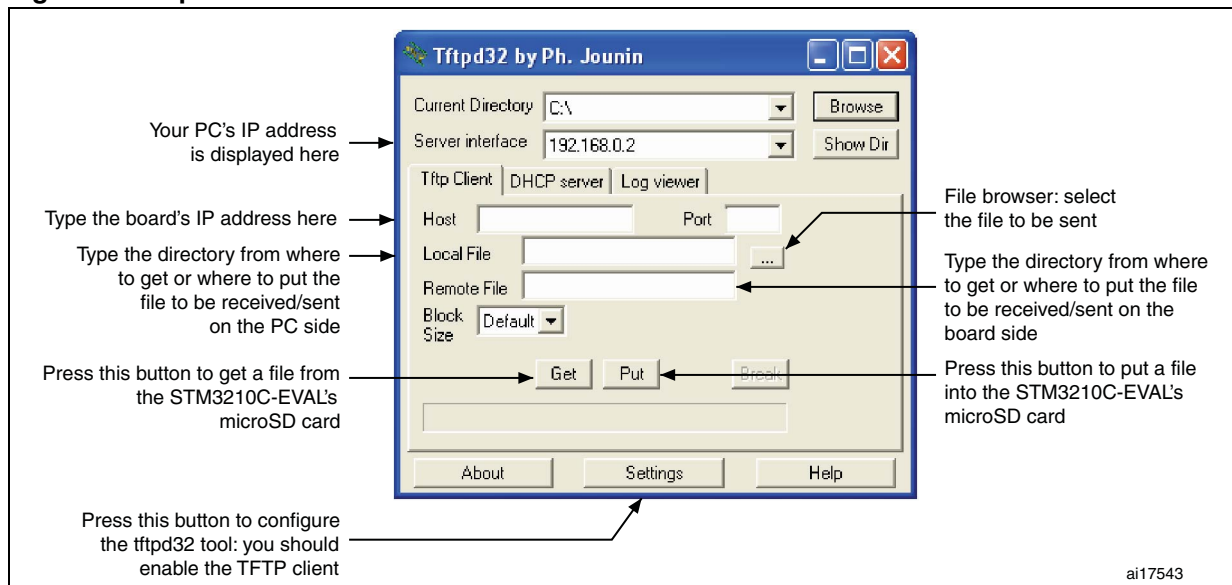 Tftpd32 by Ph. Jounin
Current Directory C:\ Browse
Your PC's IP address
is displayed here
Server interface 192.168.0.2 Show Dir
Tftp Client DHCP server Log viewer
Type the board's IP address here
Host Port
File browser: select
the file to be sent
Type the directory from where
to get or where to put the
file to be received/sent
on the PC side
Local File ...
Remote File
Type the directory from where
to get or where to put the file
to be received/sent on the
board side
Block
Size
Default
Press this button to get a file from
the STM3210C-EVAL's
microSD card
Get Put Break
Press this button to put a file
into the STM3210C-EVAL's
microSD card
About Settings Help
Press this button to configure
the tftpd32 tool: you should
enable the TFTP client
ai17543